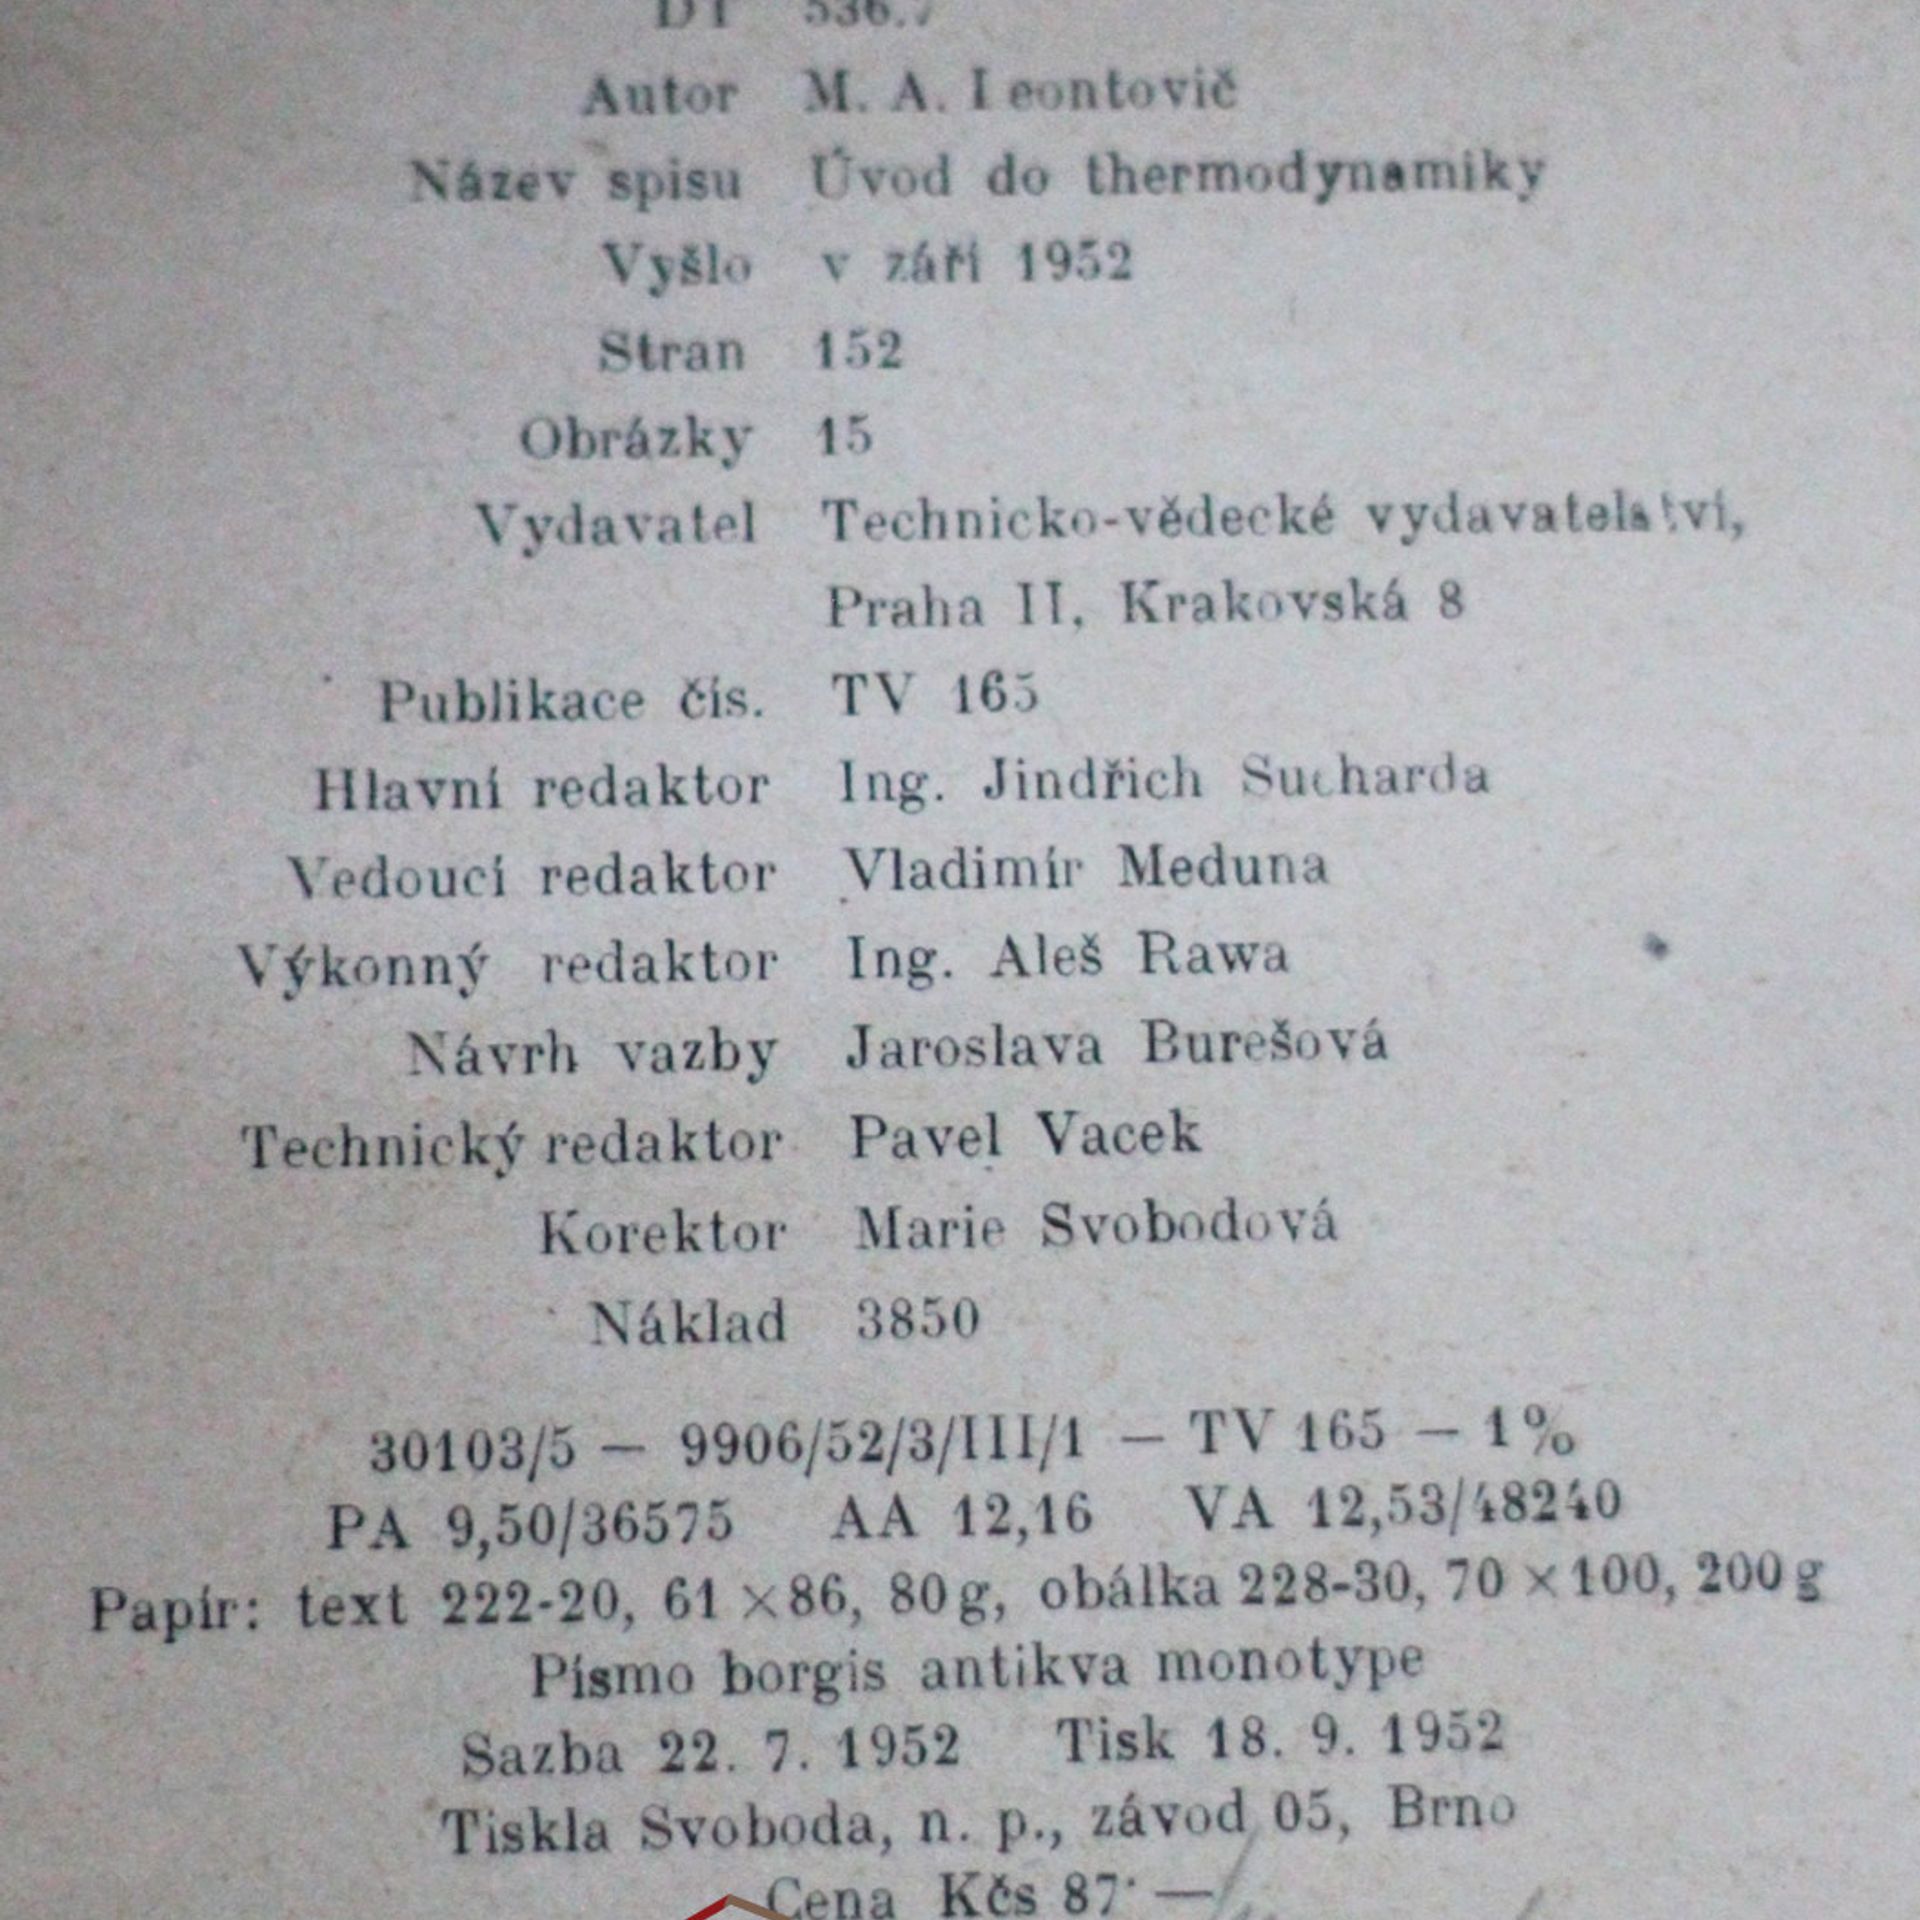 DT 536.7
Autor M. A. Leontovič
Název spisu Úvod do thermodynamiky
Vyšlo v září 1952
Stran 152
Obrázky 15
Vydavatel Technicko-vědecké vydavatelství,
Praha II, Krakovská 8
Publikace čís. TV 165
Hlavní redaktor Ing. Jindřich Sucharda
Vedoucí redaktor Vladimír Meduna
Výkonný redaktor Ing. Aleš Rawa
Návrh vazby Jaroslava Burešová
Technický redaktor Pavel Vacek
Korektor Marie Svobodová
Náklad 3850
30103/5 — 9906/52/3/III/1 — TV 165 — 1%
PA 9,50/36575 AA 12,16 VA 12,53/48240
Papír: text 222-20, 61 × 86, 80 g, obálka 228-30, 70 × 100, 200 g
Písmo borgis antikva monotype
Sazba 22. 7. 1952 Tisk 18. 9. 1952
Tiskla Svoboda, n. p., závod 05, Brno
Cena Kčs 87·—